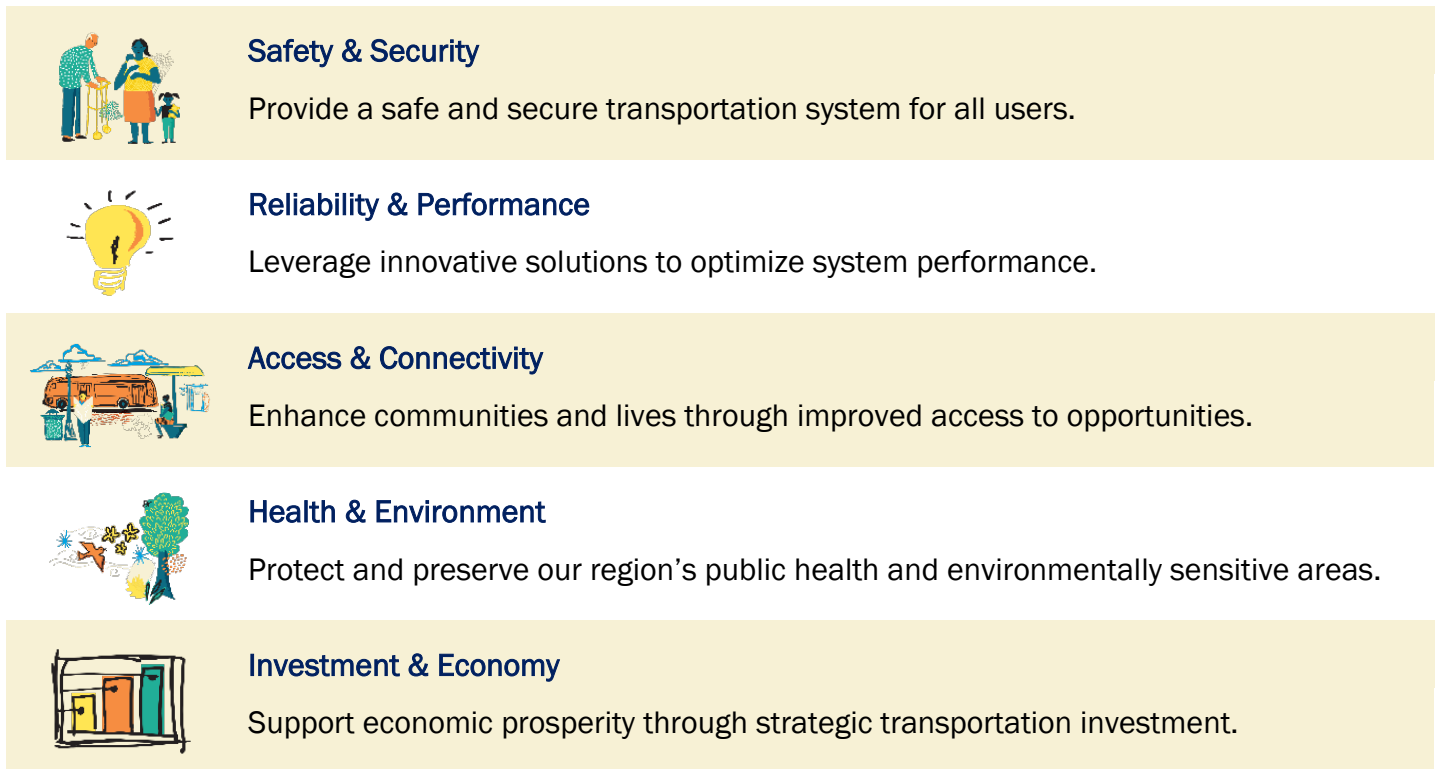 Safety & Security
Provide a safe and secure transportation system for all users.
Reliability & Performance
Leverage innovative solutions to optimize system performance.
Access & Connectivity
Enhance communities and lives through improved access to opportunities.
Health & Environment
Protect and preserve our region’s public health and environmentally sensitive areas.
Investment & Economy
Support economic prosperity through strategic transportation investment.